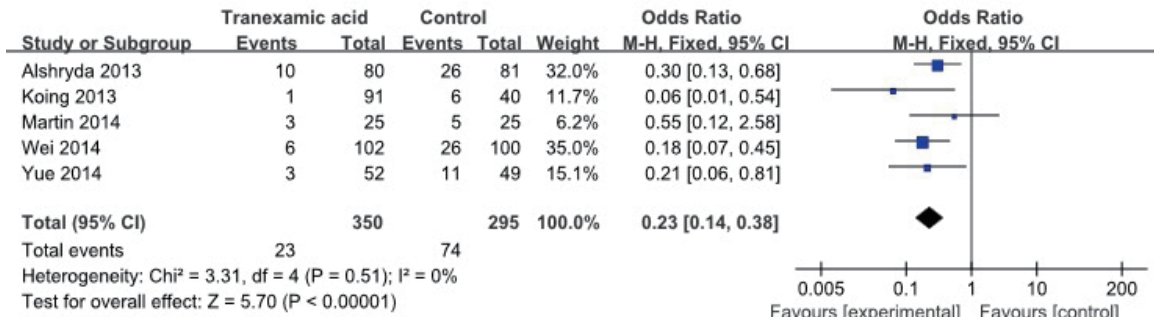 Tranexamic acid Control Odds Ratio Odds Ratio
Study or Subgroup Events Total Events Total Weight M-H, Fixed, 95% CI M-H, Fixed, 95% CI
Alshryda 2013 10 80 26 81 32.0% 0.30 [0.13, 0.68]
Koing 2013 1 91 6 40 11.7% 0.06 [0.01, 0.54]
Martin 2014 3 25 5 25 6.2% 0.55 [0.12, 2.58]
Wei 2014 6 102 26 100 35.0% 0.18 [0.07, 0.45]
Yue 2014 3 52 11 49 15.1% 0.21 [0.06, 0.81]
Total (95% CI) 350 295 100.0% 0.23 [0.14, 0.38]
Total events 23 74
Heterogeneity: Chi² = 3.31, df = 4 (P = 0.51); I² = 0%
Test for overall effect: Z = 5.70 (P < 0.00001)
0.005 0.1 1 10 200
Favours [experimental] Favours [control]